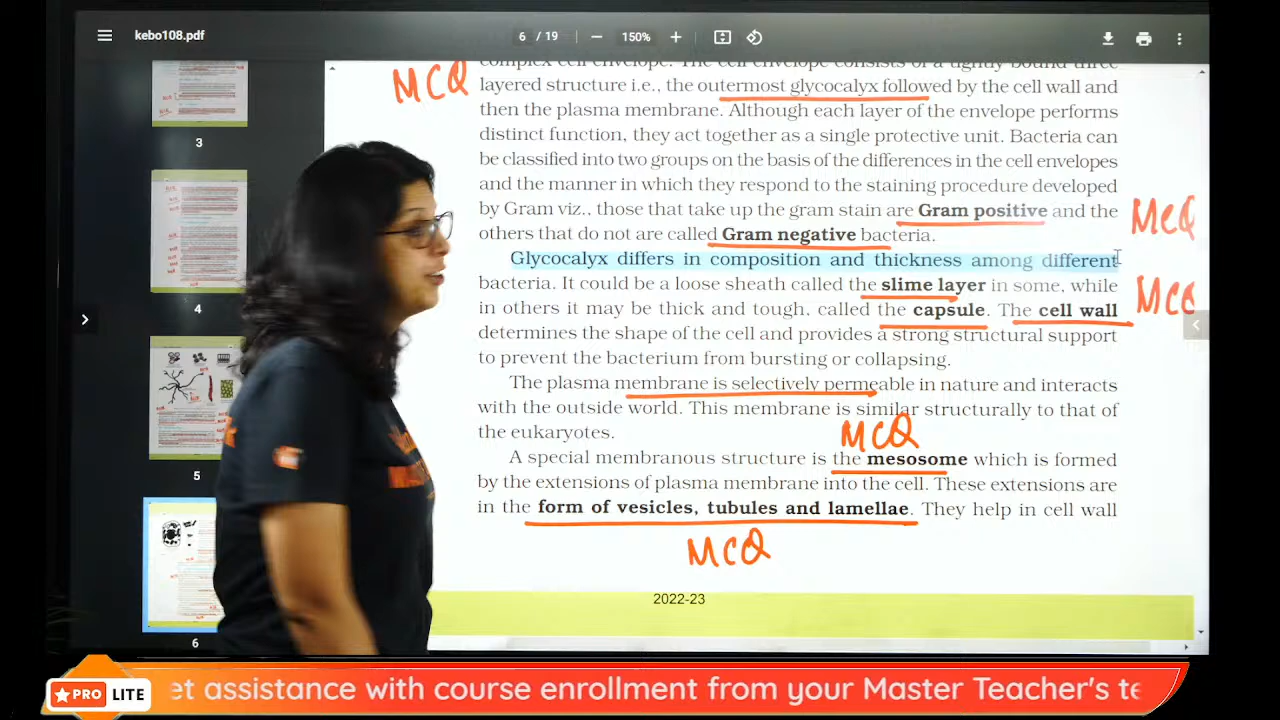 kebo108.pdf
6 / 19
150%
complex cell envelope. The cell envelope consists of a tightly bound three
MCQ
layered structure i.e., the outermost glycocalyx followed by the cell wall and
then the plasma membrane. Although each layer of the envelope performs
distinct function, they act together as a single protective unit. Bacteria can
be classified into two groups on the basis of the differences in the cell envelopes
and the manner in which they respond to the staining procedure developed
by Gram viz., those that take up the gram stain are Gram positive and the
MCQ
others that do not are called Gram negative bacteria.
Glycocalyx differs in composition and thickness among different
bacteria. It could be a loose sheath called the slime layer in some, while
MCQ
in others it may be thick and tough, called the capsule. The cell wall
determines the shape of the cell and provides a strong structural support
to prevent the bacterium from bursting or collapsing.
The plasma membrane is selectively permeable in nature and interacts
with the outside world. This membrane is similar structurally to that of
the eukaryotes.
MCQ
A special membranous structure is the mesosome which is formed
by the extensions of plasma membrane into the cell. These extensions are
in the form of vesicles, tubules and lamellae. They help in cell wall
MCQ
2022-23
3
4
5
6
PRO LITE
et assistance with course enrollment from your Master Teacher's te